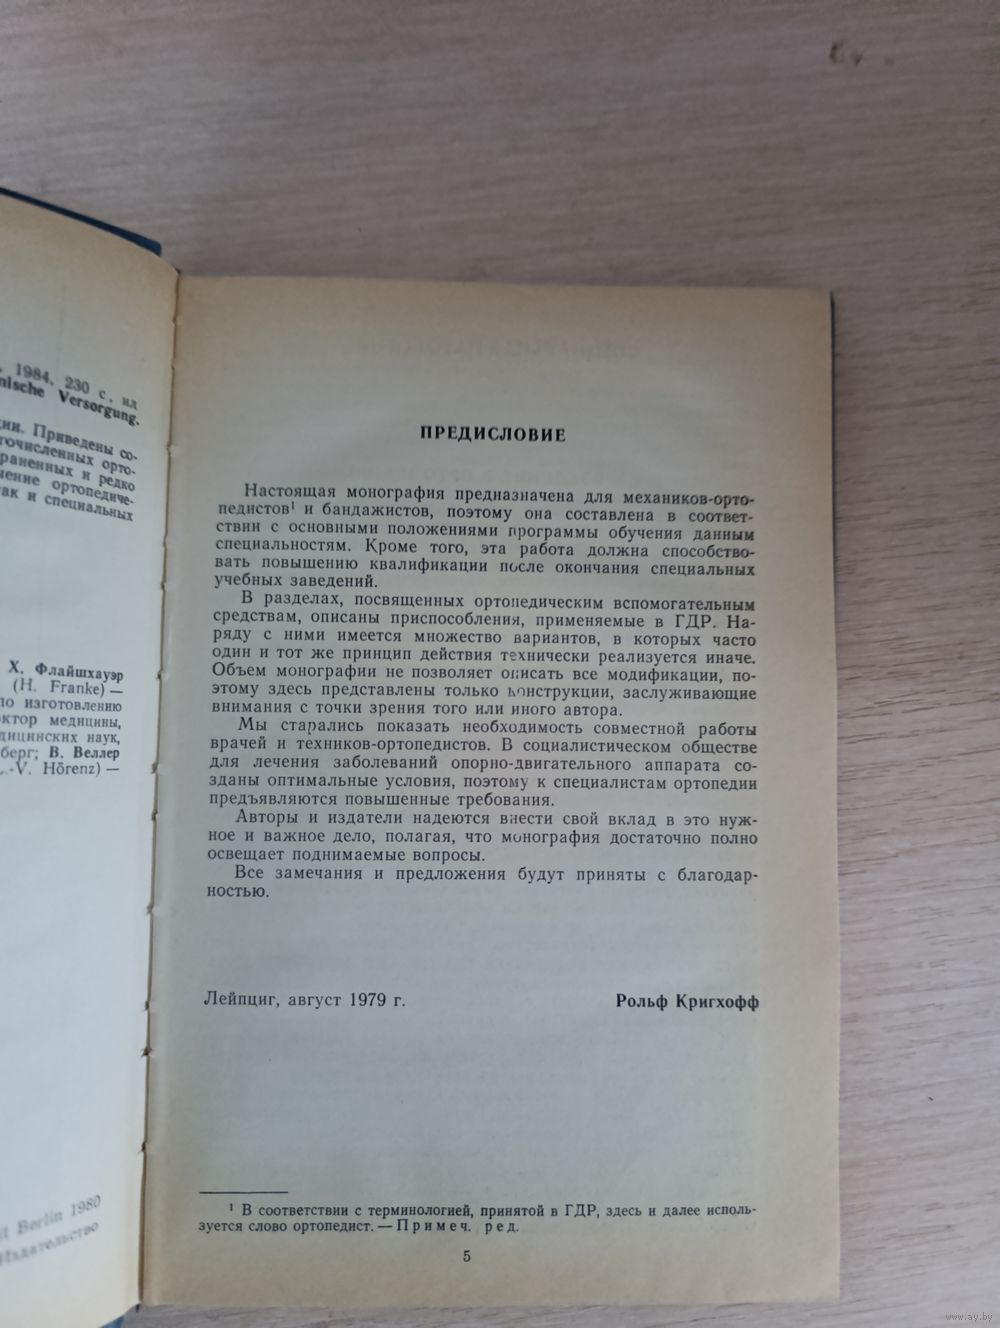 1984. 230 с., ил
nische Versorgung.
ции. Приведены со-
гочисленных орто-
раненных и редко
чение ортопедиче-
так и специальных
Х. Флайшхауэр
(H. Franke) —
по изготовлению
доктор медицины,
медицинских наук,
берг; В. Веллер
.-V. Hörenz) —
Berlin 1980
Издательство
ПРЕДИСЛОВИЕ
Настоящая монография предназначена для механиков-орто-
педистов¹ и бандажистов, поэтому она составлена в соответ-
ствии с основными положениями программы обучения данным
специальностям. Кроме того, эта работа должна способство-
вать повышению квалификации после окончания специальных
учебных заведений.
В разделах, посвященных ортопедическим вспомогательным
средствам, описаны приспособления, применяемые в ГДР. На-
ряду с ними имеется множество вариантов, в которых часто
один и тот же принцип действия технически реализуется иначе.
Объем монографии не позволяет описать все модификации, по-
этому здесь представлены только конструкции, заслуживающие
внимания с точки зрения того или иного автора.
Мы старались показать необходимость совместной работы
врачей и техников-ортопедистов. В социалистическом обществе
для лечения заболеваний опорно-двигательного аппарата со-
зданы оптимальные условия, поэтому к специалистам ортопедии
предъявляются повышенные требования.
Авторы и издатели надеются внести свой вклад в это нуж-
ное и важное дело, полагая, что монография достаточно полно
освещает поднимаемые вопросы.
Все замечания и предложения будут приняты с благодар-
ностью.
Лейпциг, август 1979 г. Рольф Кригхофф
¹ В соответствии с терминологией, принятой в ГДР, здесь и далее исполь-
зуется слово ортопедист. — Примеч. ред.
5
www.ay.by